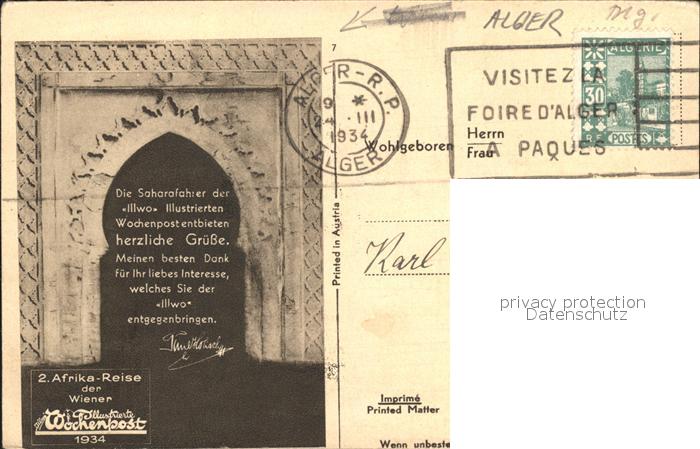 ALGER
7
ALGER-R.P.
19 *
24 III
1934
ALGER
VISITEZ LA
FOIRE D'ALGER
A PAQUES
ALGERIE
30
POSTES
Wohlgeboren
Herrn
Frau
Die Saharafahrer der
«Illwo» Illustrierten
Wochenpost entbieten
herzliche Grüße.
Meinen besten Dank
für Ihr liebes Interesse,
welches Sie der
«Illwo»
entgegenbringen.
2. Afrika-Reise
der
Wiener
Illustrierte
Wochenpost
1934
Printed in Austria
Karl
privacy protection
Datenschutz
Imprimé
Printed Matter
Wenn unbeste